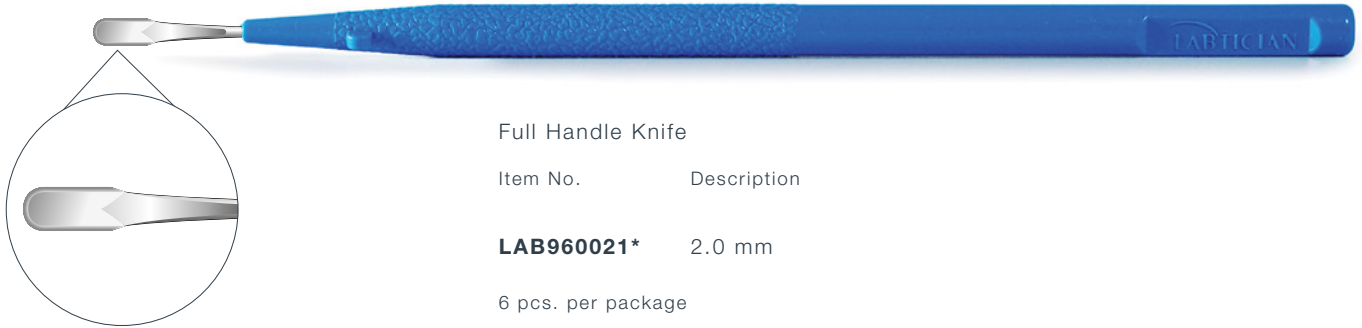 LABTICIAN
Full Handle Knife
Item No. Description
LAB960021* 2.0 mm
6 pcs. per package